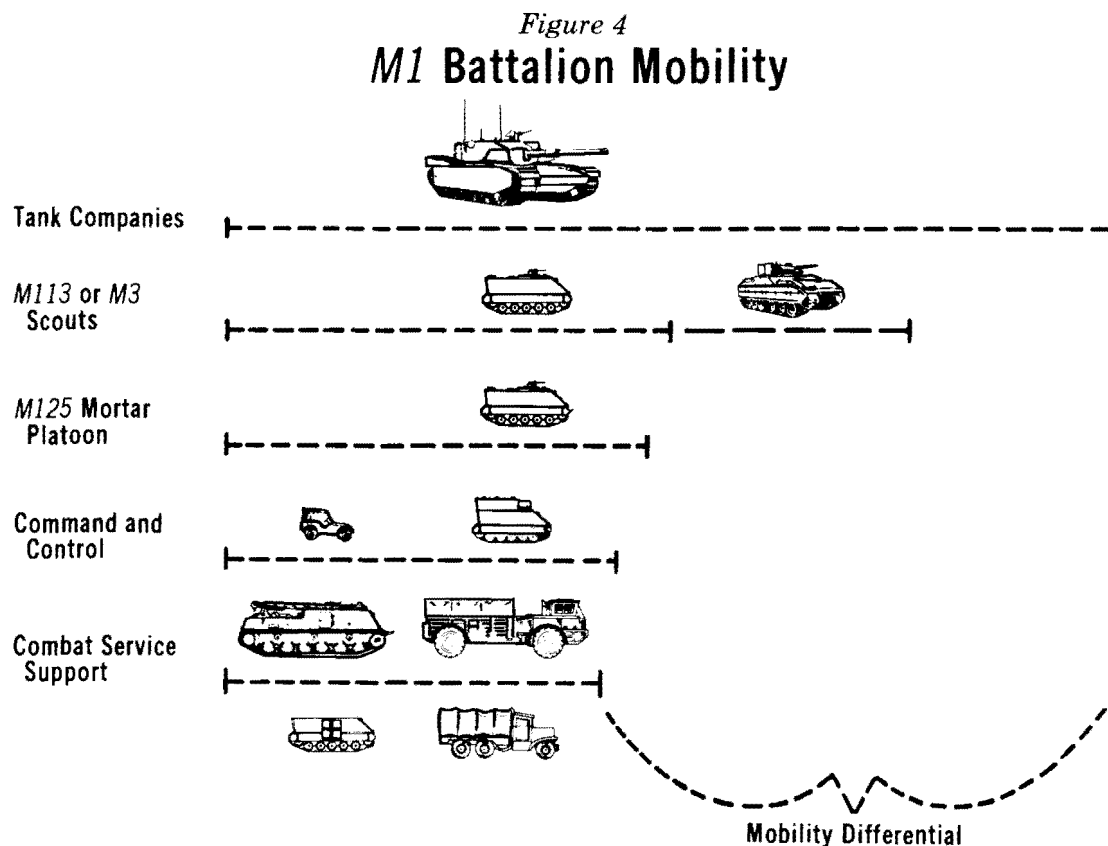 Figure 4
M1 Battalion Mobility
Tank Companies
M113 or M3
Scouts
M125 Mortar
Platoon
Command and
Control
Combat Service
Support
Mobility Differential